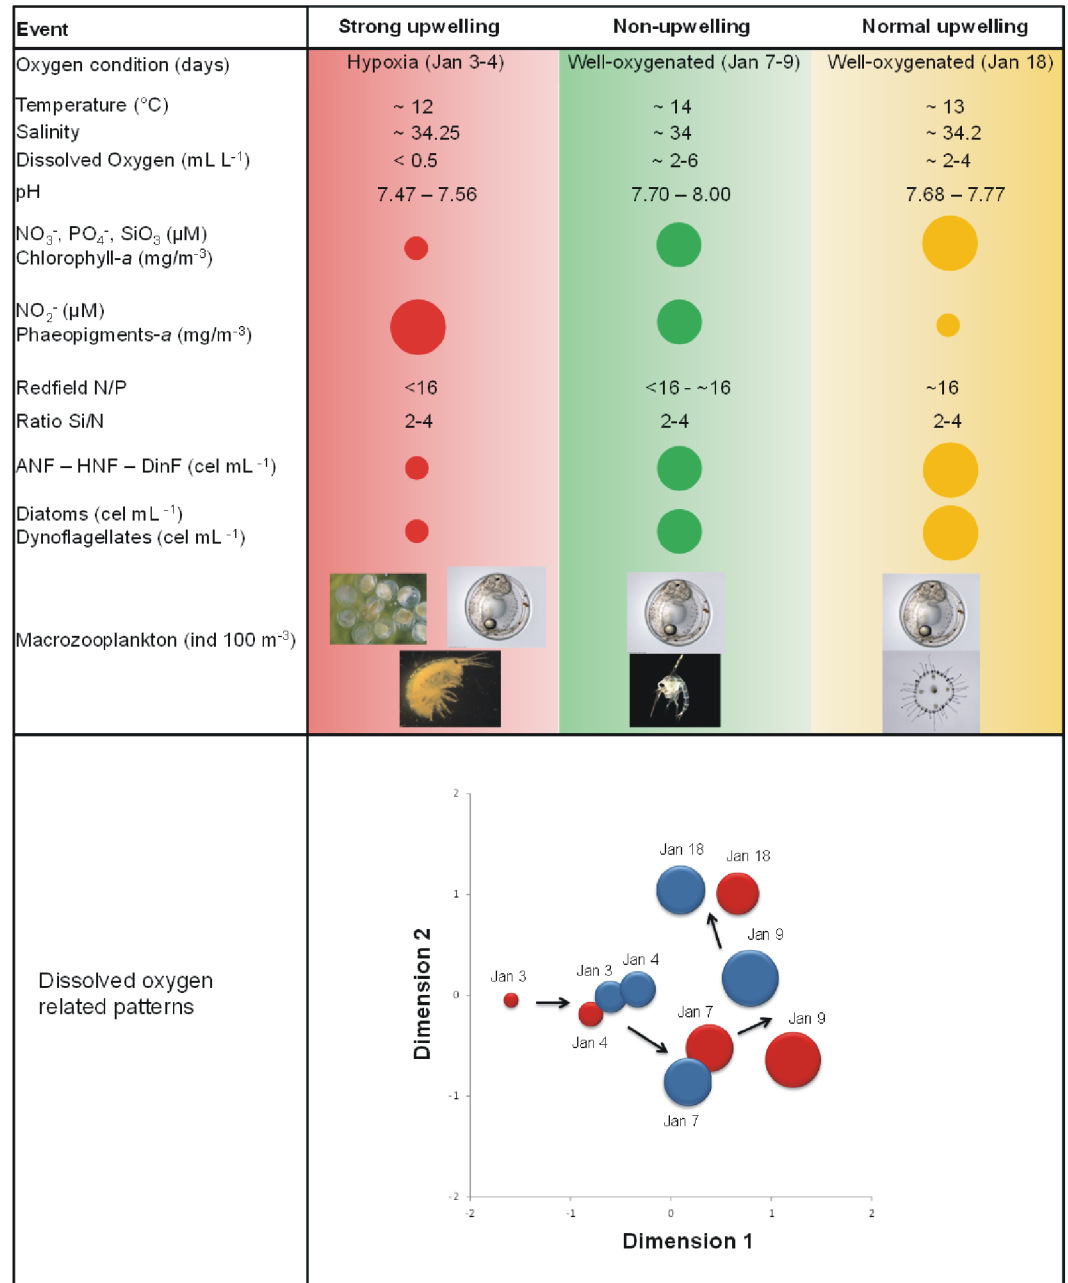 Event Strong upwelling Non-upwelling Normal upwelling
Oxygen condition (days) Hypoxia (Jan 3-4) Well-oxygenated (Jan 7-9) Well-oxygenated (Jan 18)
Temperature (°C) ~ 12 ~ 14 ~ 13
Salinity ~ 34.25 ~ 34 ~ 34.2
Dissolved Oxygen (mL L⁻¹) < 0.5 ~ 2-6 ~ 2-4
pH 7.47 – 7.56 7.70 – 8.00 7.68 – 7.77
NO₃⁻, PO₄⁻, SiO₃ (µM)
Chlorophyll-a (mg/m⁻³)
NO₂⁻ (µM)
Phaeopigments-a (mg/m⁻³)
Redfield N/P <16 <16 - ~16 ~16
Ratio Si/N 2-4 2-4 2-4
ANF – HNF – DinF (cel mL ⁻¹)
Diatoms (cel mL ⁻¹)
Dynoflagellates (cel mL ⁻¹)
Macrozooplankton (ind 100 m⁻³)
Dissolved oxygen
related patterns
2
1
0
-1
-2
-2 -1 0 1 2
Dimension 2
Dimension 1
Jan 18 Jan 18
Jan 9
Jan 3 Jan 3 Jan 4
Jan 7 Jan 9
Jan 4
Jan 7